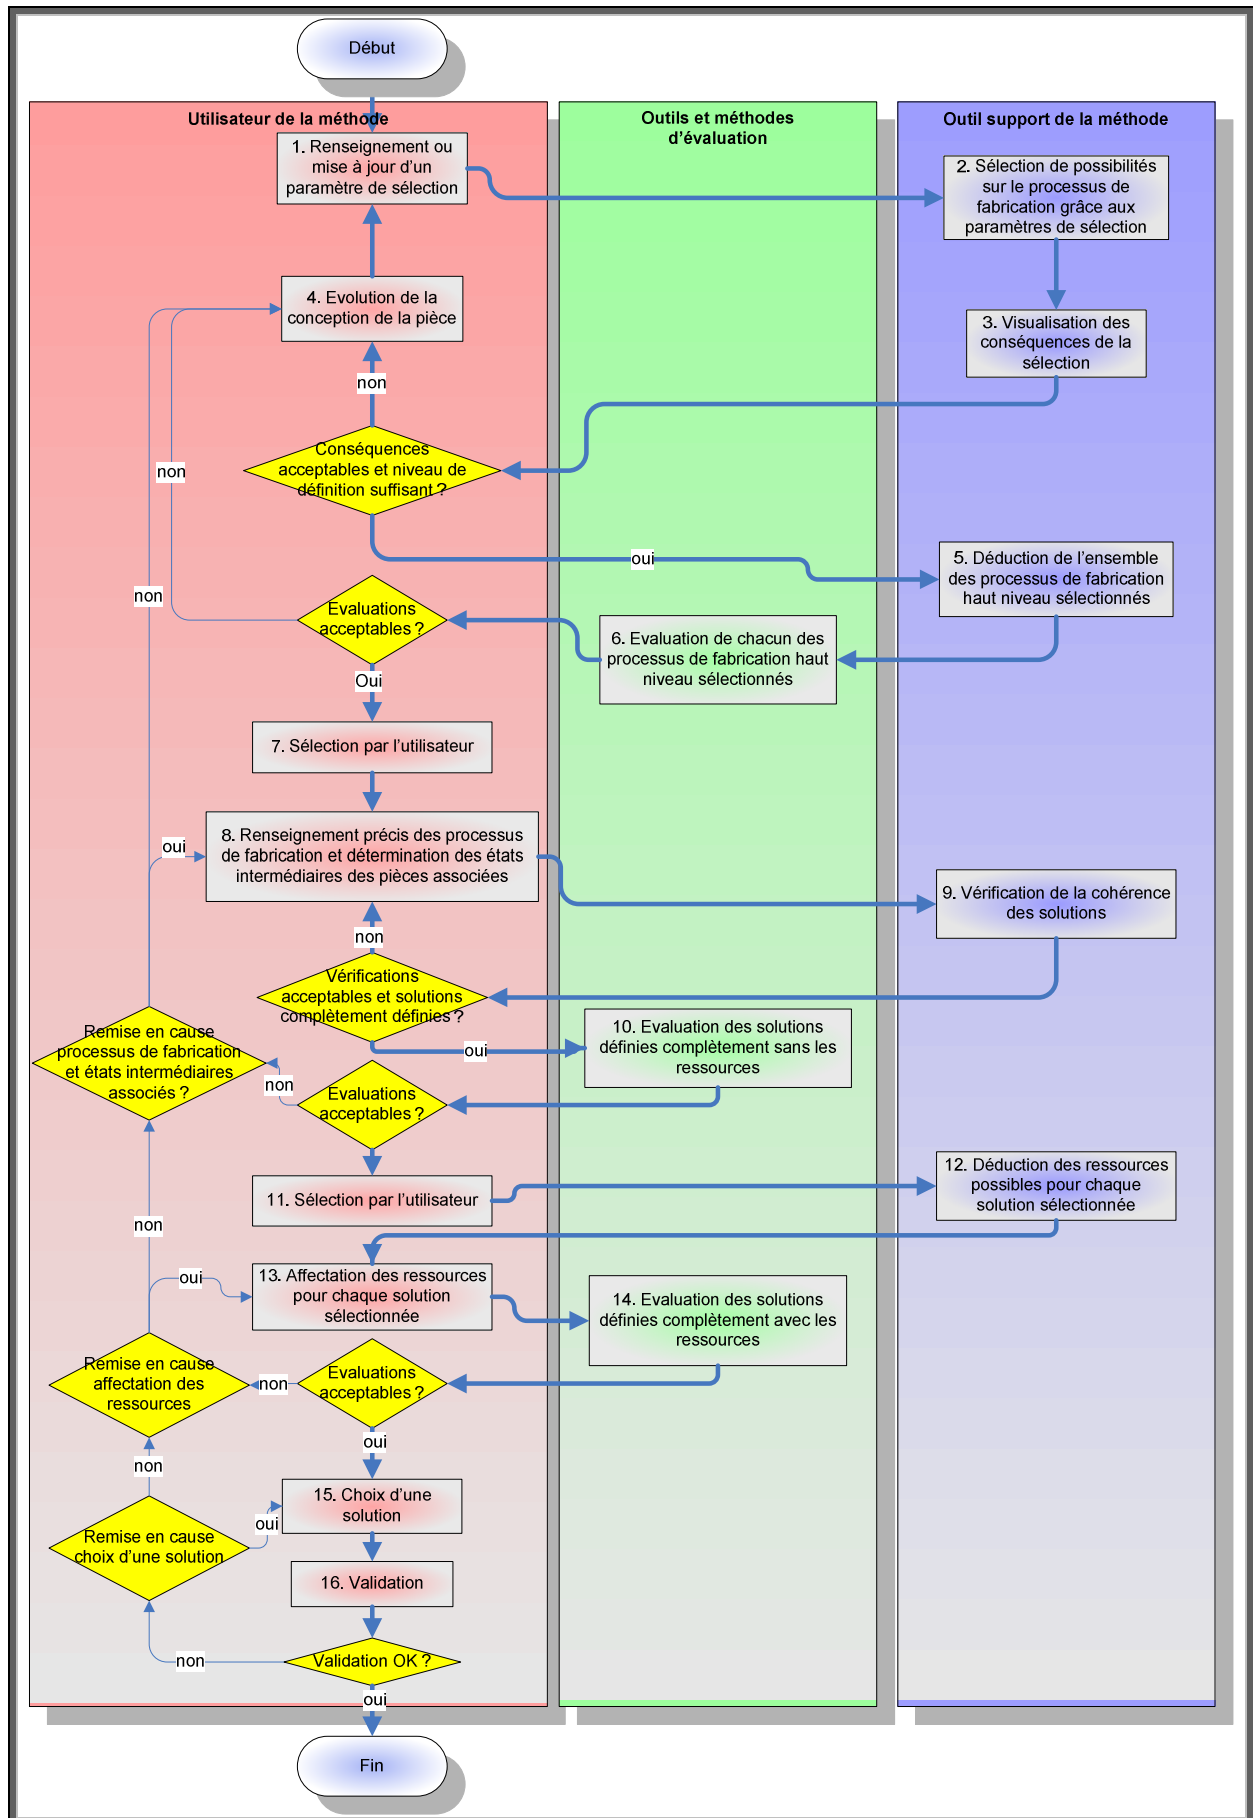 Début
Utilisateur de la méthode
Outils et méthodes
d’évaluation
Outil support de la méthode
1. Renseignement ou
mise à jour d’un
paramètre de sélection
2. Sélection de possibilités
sur le processus de
fabrication grâce aux
paramètres de sélection
4. Evolution de la
conception de la pièce
3. Visualisation des
conséquences de la
sélection
non
Conséquences
acceptables et niveau de
définition suffisant ?
non
oui
5. Déduction de l’ensemble
des processus de fabrication
haut niveau sélectionnés
non
Evaluations
acceptables ?
6. Evaluation de chacun des
processus de fabrication haut
niveau sélectionnés
Oui
7. Sélection par l’utilisateur
oui
8. Renseignement précis des processus
de fabrication et détermination des états
intermédiaires des pièces associées
9. Vérification de la cohérence
des solutions
non
Vérifications
acceptables et solutions
complètement définies ?
Remise en cause
processus de fabrication
et états intermédiaires
associés ?
oui
10. Evaluation des solutions
définies complètement sans les
ressources
non
Evaluations
acceptables ?
11. Sélection par l’utilisateur
12. Déduction des ressources
possibles pour chaque
solution sélectionnée
non
oui
13. Affectation des ressources
pour chaque solution
sélectionnée
14. Evaluation des solutions
définies complètement avec les
ressources
Remise en cause
affectation des
ressources
non
Evaluations
acceptables ?
oui
non
15. Choix d’une
solution
oui
Remise en cause
choix d’une solution
16. Validation
non
Validation OK ?
oui
Fin